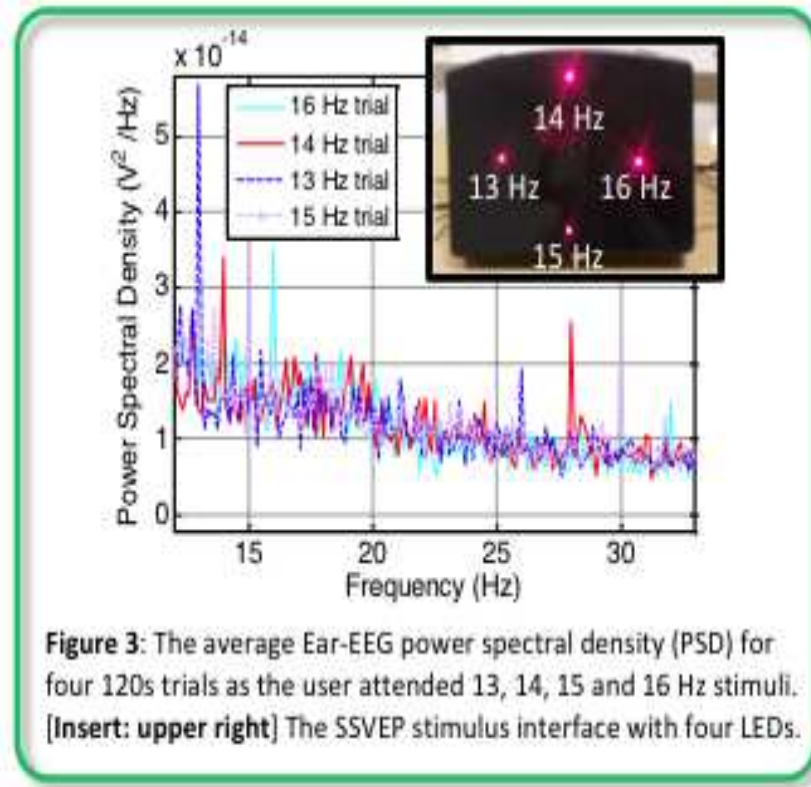 x 10^-14
Power Spectral Density (V² /Hz)
5
4
3
2
1
0
16 Hz trial
14 Hz trial
13 Hz trial
15 Hz trial
14 Hz
13 Hz 16 Hz
15 Hz
15 20 25 30
Frequency (Hz)
Figure 3: The average Ear-EEG power spectral density (PSD) for
four 120s trials as the user attended 13, 14, 15 and 16 Hz stimuli.
[Insert: upper right] The SSVEP stimulus interface with four LEDs.